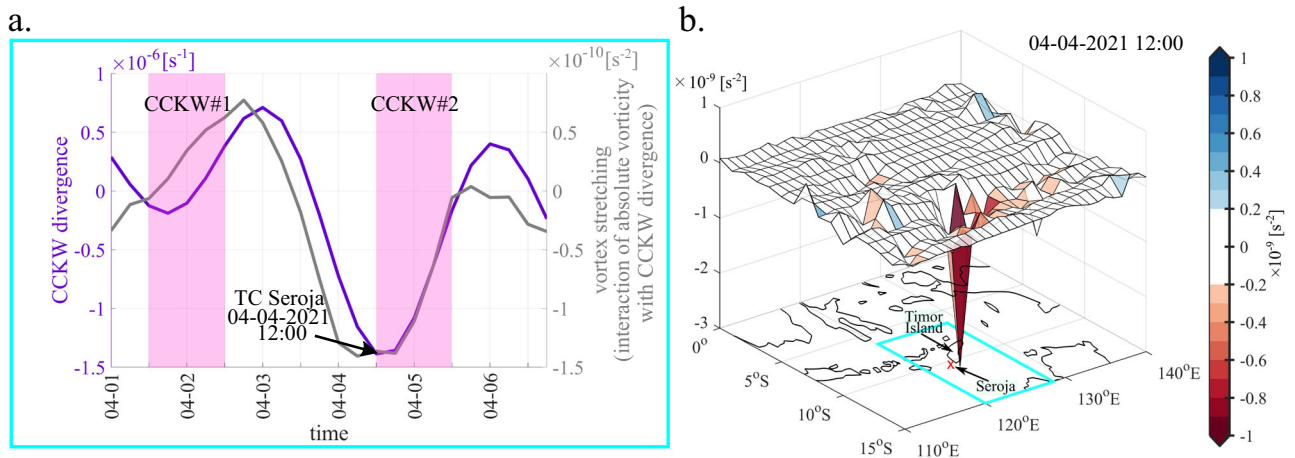 a.
×10⁻⁶[s⁻¹]
×10⁻¹⁰[s⁻²]
1
0.5
0
-0.5
-1
-1.5
CCKW divergence
CCKW#1
CCKW#2
TC Seroja
04-04-2021
12:00
0.5
0
-0.5
-1
-1.5
vortex stretching
(interaction of absolute vorticity
with CCKW divergence)
04-01
04-02
04-03
04-04
04-05
04-06
time
b.
04-04-2021 12:00
×10⁻⁹ [s⁻²]
1
0
-1
-2
-3
0°
5°S
10°S
15°S
110°E
120°E
130°E
140°E
Timor
Island
x
Seroja
1
0.8
0.6
0.4
0.2
0
-0.2
-0.4
-0.6
-0.8
-1
×10⁻⁹ [s⁻²]